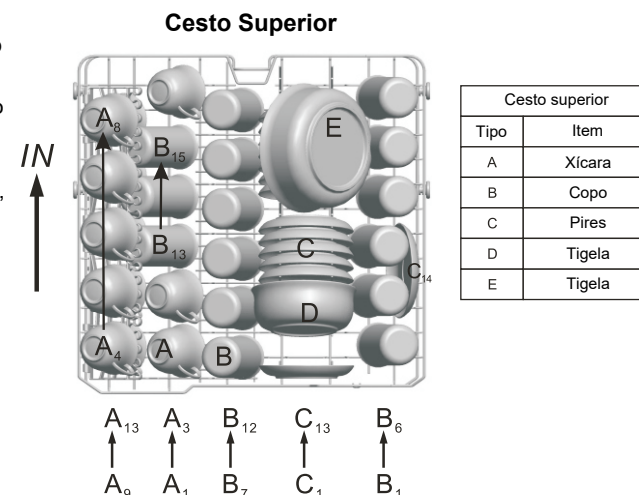 Cesto Superior
IN
A8
B15
E
B13
C
C14
D
A4
A
B
A13 A3 B12 C13 B6
A9 A1 B7 C1 B1
Cesto superior
Tipo Item
A Xícara
B Copo
C Pires
D Tigela
E Tigela